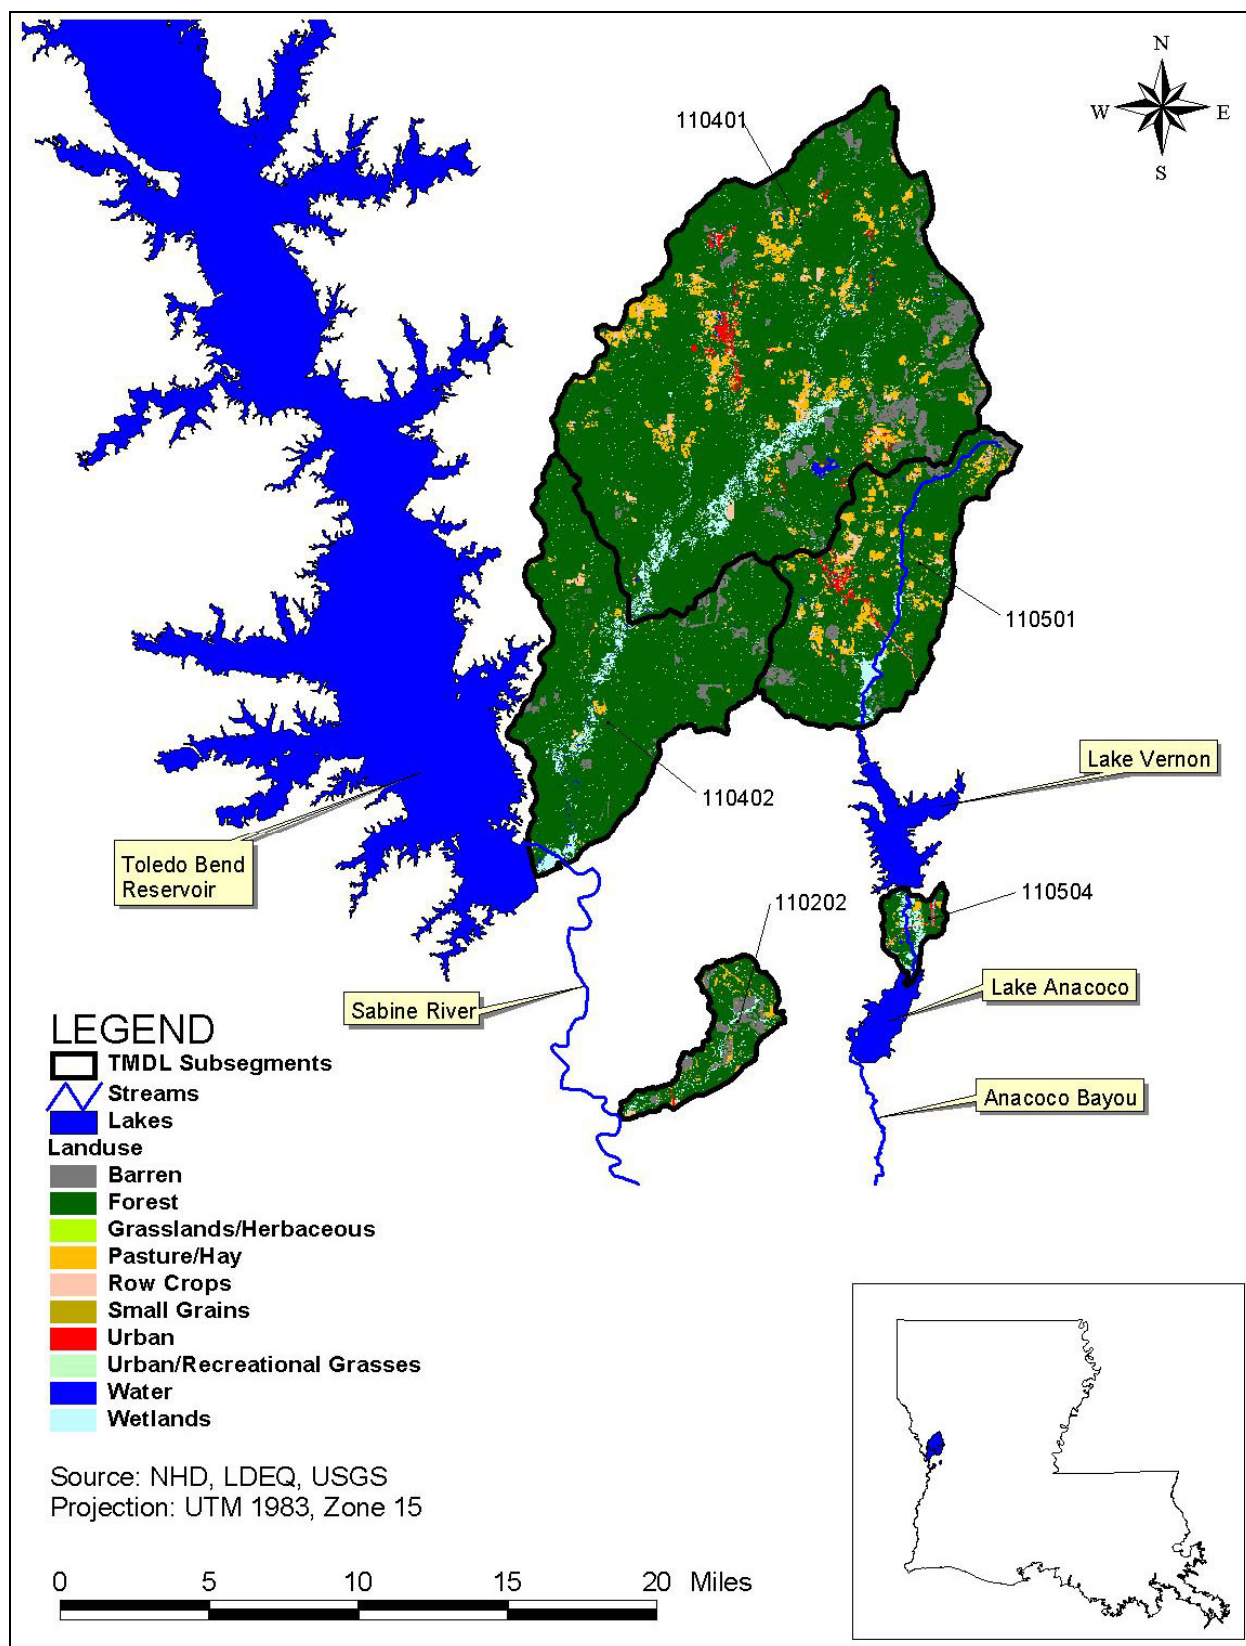 N
W
E
S
110401
110501
Lake Vernon
110402
Toledo Bend
Reservoir
110504
110202
Lake Anacoco
Sabine River
Anacoco Bayou
LEGEND
TMDL Subsegments
Streams
Lakes
Landuse
Barren
Forest
Grasslands/Herbaceous
Pasture/Hay
Row Crops
Small Grains
Urban
Urban/Recreational Grasses
Water
Wetlands
Source: NHD, LDEQ, USGS
Projection: UTM 1983, Zone 15
0 5 10 15 20 Miles